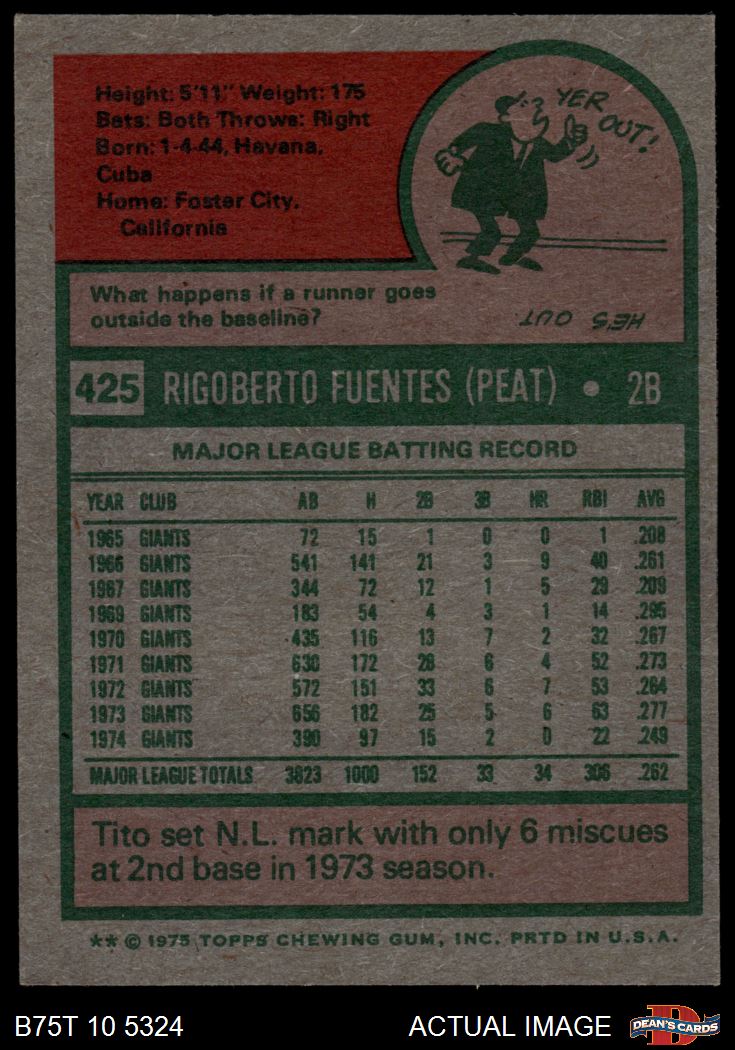 Height: 5'11" Weight: 175
Bats: Both Throws: Right
Born: 1-4-44, Havana,
Cuba
Home: Foster City,
California
YER
OUT!
What happens if a runner goes
outside the baseline?
HE'S OUT
425 RIGOBERTO FUENTES (PEAT) • 2B
MAJOR LEAGUE BATTING RECORD
YEAR CLUB AB H 2B 3B HR RBI AVG
1965 GIANTS 72 15 1 0 0 1 .208
1966 GIANTS 541 141 21 3 9 40 .261
1967 GIANTS 344 72 12 1 5 29 .209
1969 GIANTS 183 54 4 3 1 14 .295
1970 GIANTS 435 116 13 7 2 32 .267
1971 GIANTS 630 172 28 6 4 52 .273
1972 GIANTS 572 151 33 6 7 53 .264
1973 GIANTS 656 182 25 5 6 63 .277
1974 GIANTS 390 97 15 2 0 22 .249
MAJOR LEAGUE TOTALS 3823 1000 152 33 34 306 .262
Tito set N.L. mark with only 6 miscues
at 2nd base in 1973 season.
** © 1975 TOPPS CHEWING GUM, INC. PRTD IN U.S.A.
B75T 10 5324 ACTUAL IMAGE DEAN'S CARDS